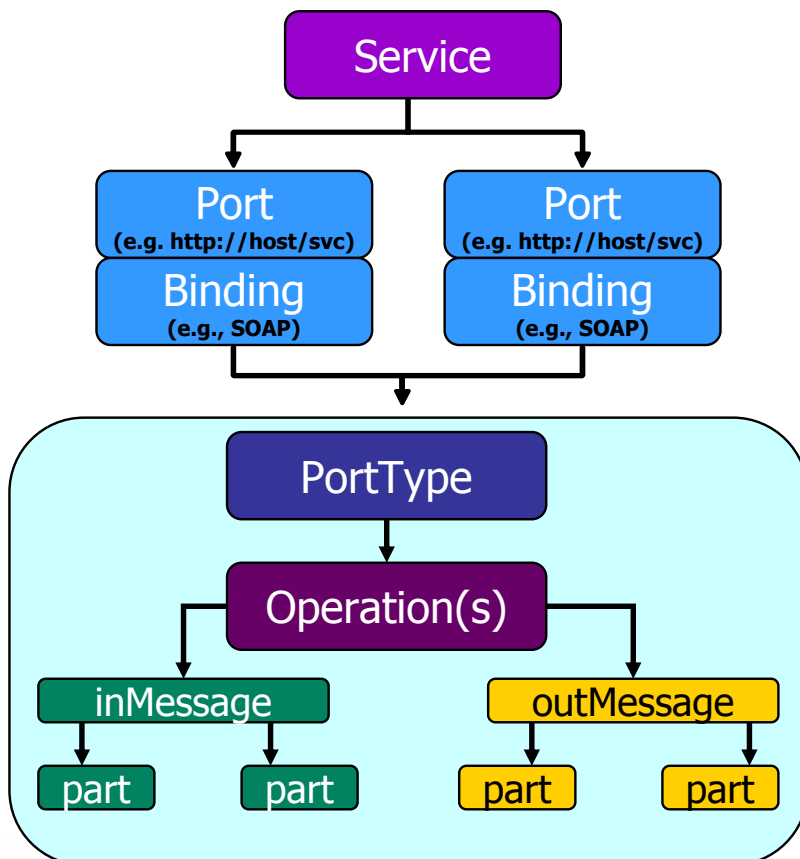 Service
Port
(e.g. http://host/svc)
Binding
(e.g., SOAP)
Port
(e.g. http://host/svc)
Binding
(e.g., SOAP)
PortType
Operation(s)
inMessage
outMessage
part
part
part
part